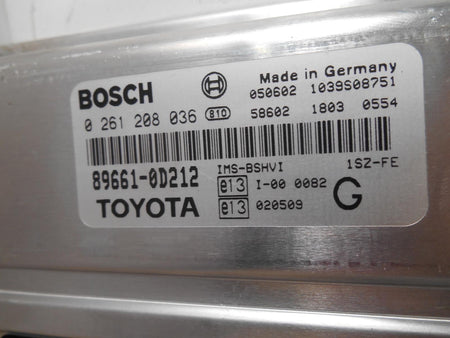 BOSCH
Made in Germany
050602 1039S08751
0 261 208 036 810 58602 1803 0554
IMS-BSHVI 1SZ-FE
89661-0D212 e13 I-00 0082 G
TOYOTA e13 020509